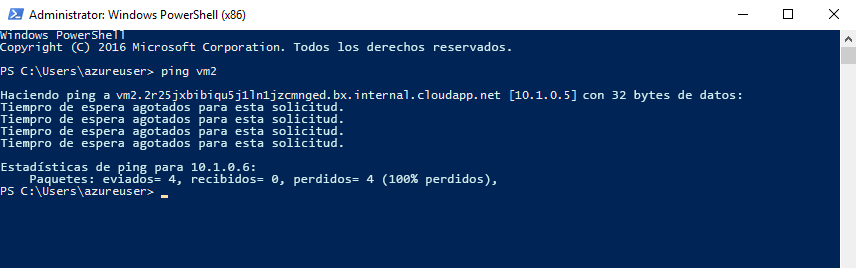 Administrator: Windows PowerShell (x86)
Windows PowerShell
Copyright (C) 2016 Microsoft Corporation. Todos los derechos reservados.
PS C:\Users\azureuser> ping vm2
Haciendo ping a vm2.2r25jxbibiqu5j1ln1jzcmnged.bx.internal.cloudapp.net [10.1.0.5] con 32 bytes de datos:
Tiempro de espera agotados para esta solicitud.
Tiempro de espera agotados para esta solicitud.
Tiempro de espera agotados para esta solicitud.
Tiempro de espera agotados para esta solicitud.
Estadísticas de ping para 10.1.0.6:
Paquetes: eviados= 4, recibidos= 0, perdidos= 4 (100% perdidos),
PS C:\Users\azureuser> _